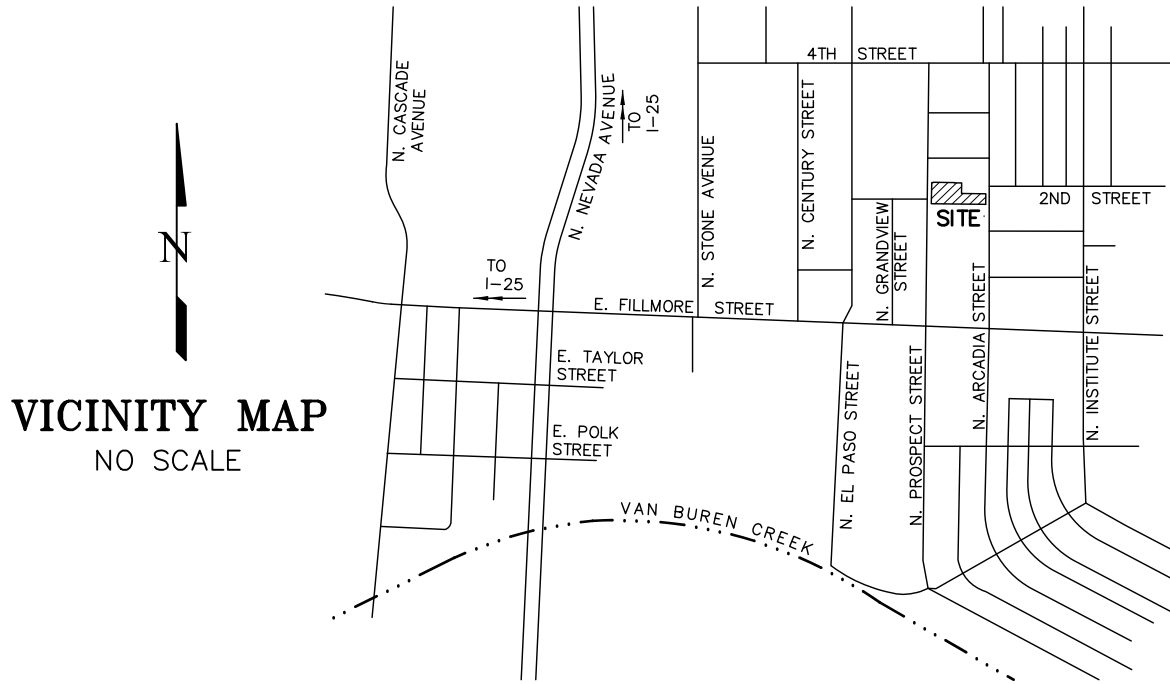 4TH STREET
N. CASCADE
AVENUE
N. NEVADA AVENUE
TO
I-25
N. STONE AVENUE
N. CENTURY STREET
N. GRANDVIEW
STREET
SITE
2ND STREET
N
TO
I-25
E. FILLMORE STREET
N. ARCADIA STREET
N. INSTITUTE STREET
E. TAYLOR
STREET
N. EL PASO STREET
N. PROSPECT STREET
VICINITY MAP
NO SCALE
E. POLK
STREET
VAN BUREN CREEK